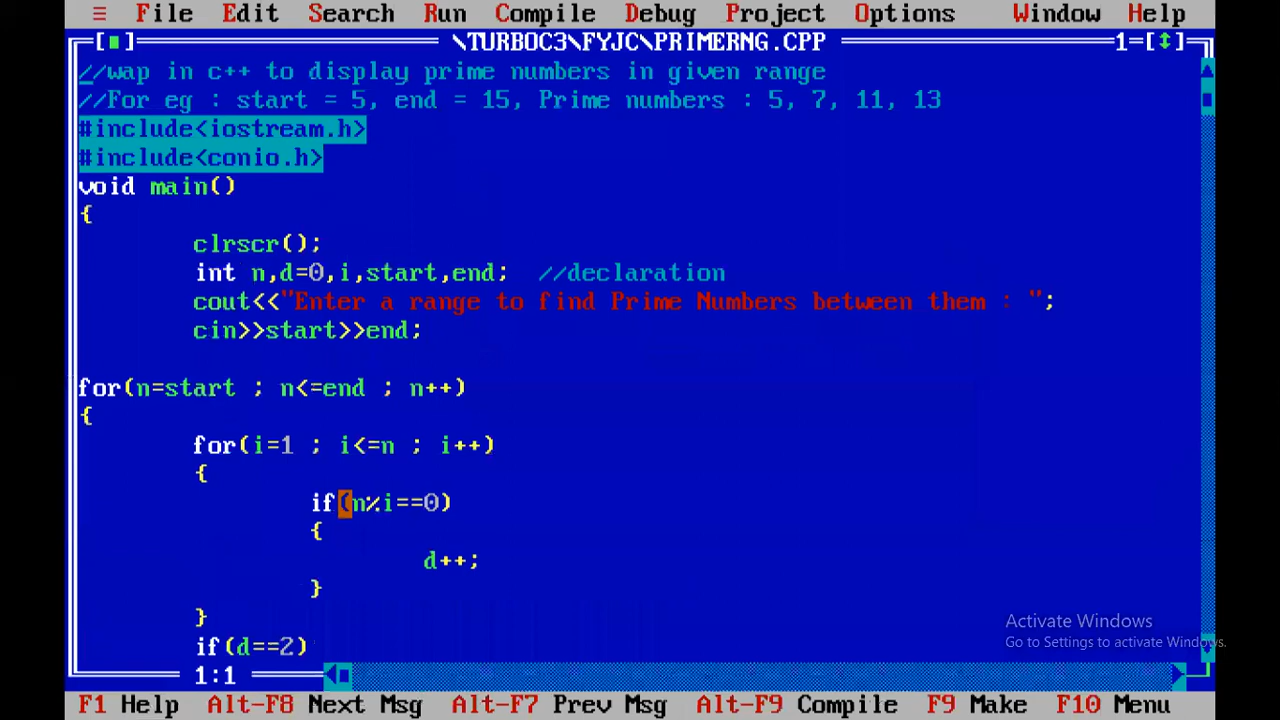 ≡ File Edit Search Run Compile Debug Project Options Window Help
[■] \TURBOC3\FYJC\PRIMERNG.CPP 1=[↕]
//wap in c++ to display prime numbers in given range
//For eg : start = 5, end = 15, Prime numbers : 5, 7, 11, 13
#include<iostream.h>
#include<conio.h>
void main()
{
clrscr();
int n,d=0,i,start,end; //declaration
cout<<"Enter a range to find Prime Numbers between them : ";
cin>>start>>end;
for(n=start ; n<=end ; n++)
{
for(i=1 ; i<=n ; i++)
{
if(n%i==0)
{
d++;
}
}
if(d==2)
Activate Windows
Go to Settings to activate Windows.
1:1
F1 Help Alt-F8 Next Msg Alt-F7 Prev Msg Alt-F9 Compile F9 Make F10 Menu